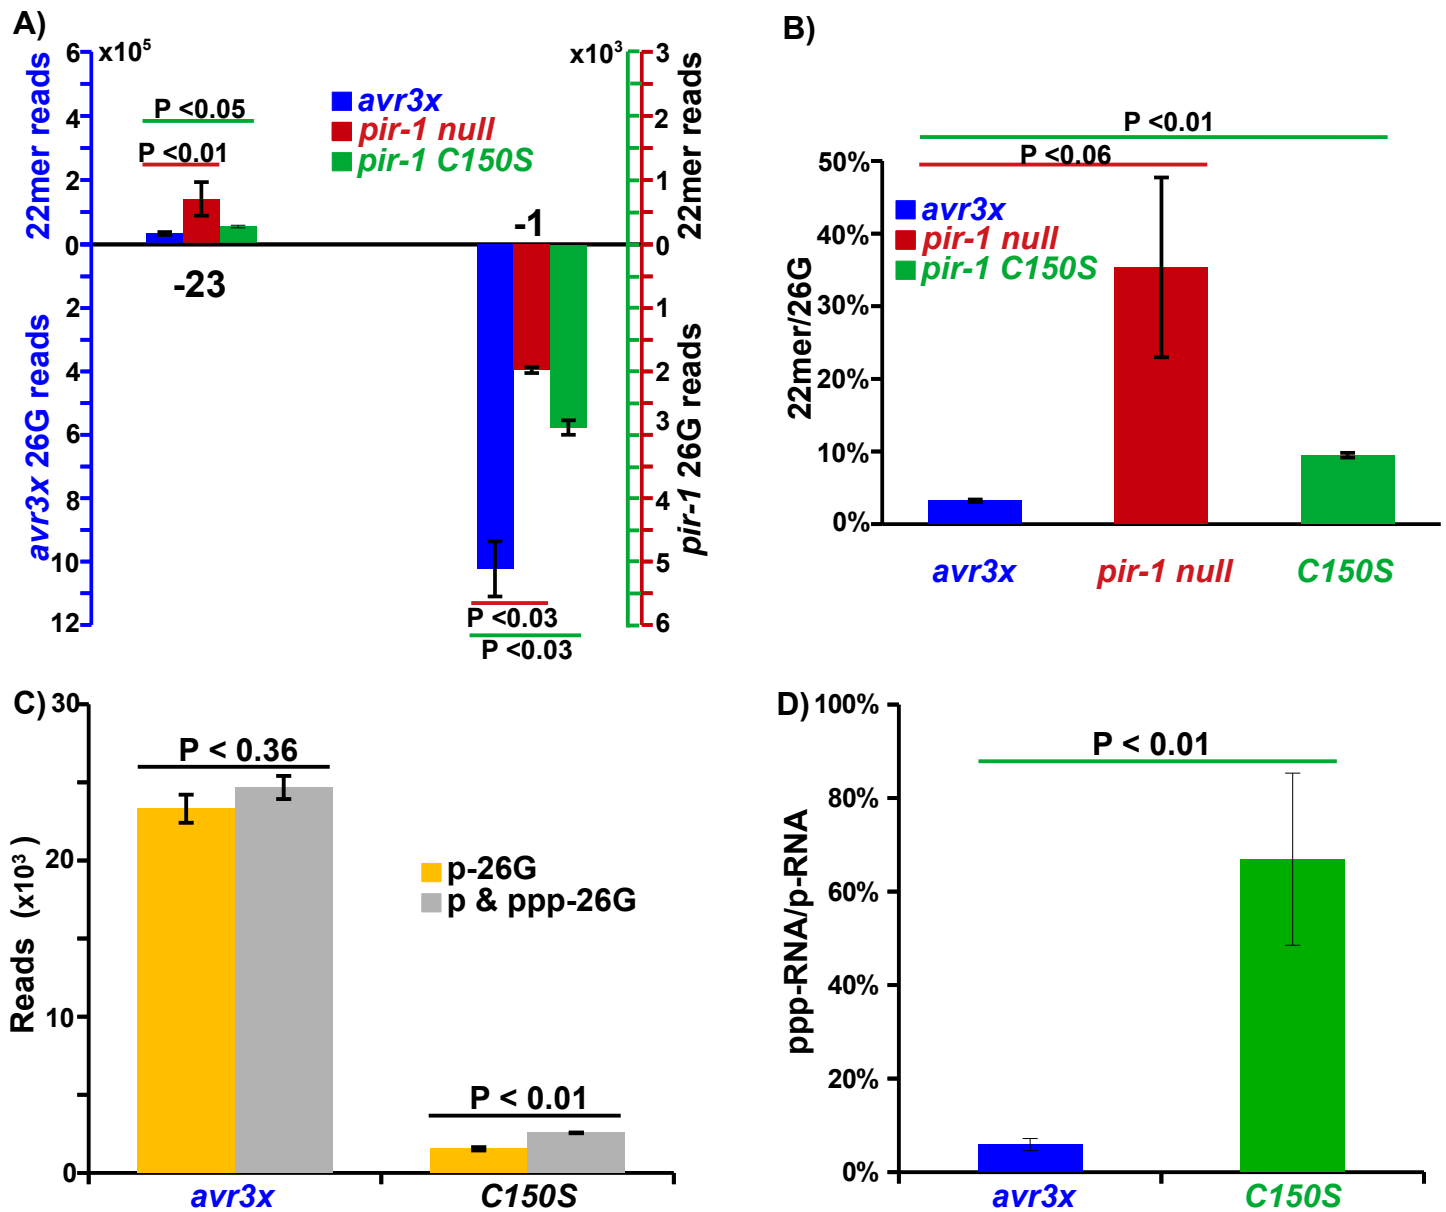 A)
x10⁵
x10³
22mer reads
avr3x 26G reads
6
4
2
0
2
4
6
8
10
12
P <0.05
P <0.01
-23
avr3x
pir-1 null
pir-1 C150S
-1
P <0.03
P <0.03
3
2
1
0
1
2
3
4
5
6
22mer reads
pir-1 26G reads
B)
22mer/26G
50%
40%
30%
20%
10%
0%
P <0.01
P <0.06
avr3x
pir-1 null
pir-1 C150S
avr3x
pir-1 null
C150S
C)
Reads (x10³ )
30
20
10
0
P < 0.36
p-26G
p & ppp-26G
P < 0.01
avr3x
C150S
D)
ppp-RNA/p-RNA
100%
80%
60%
40%
20%
0%
P < 0.01
avr3x
C150S